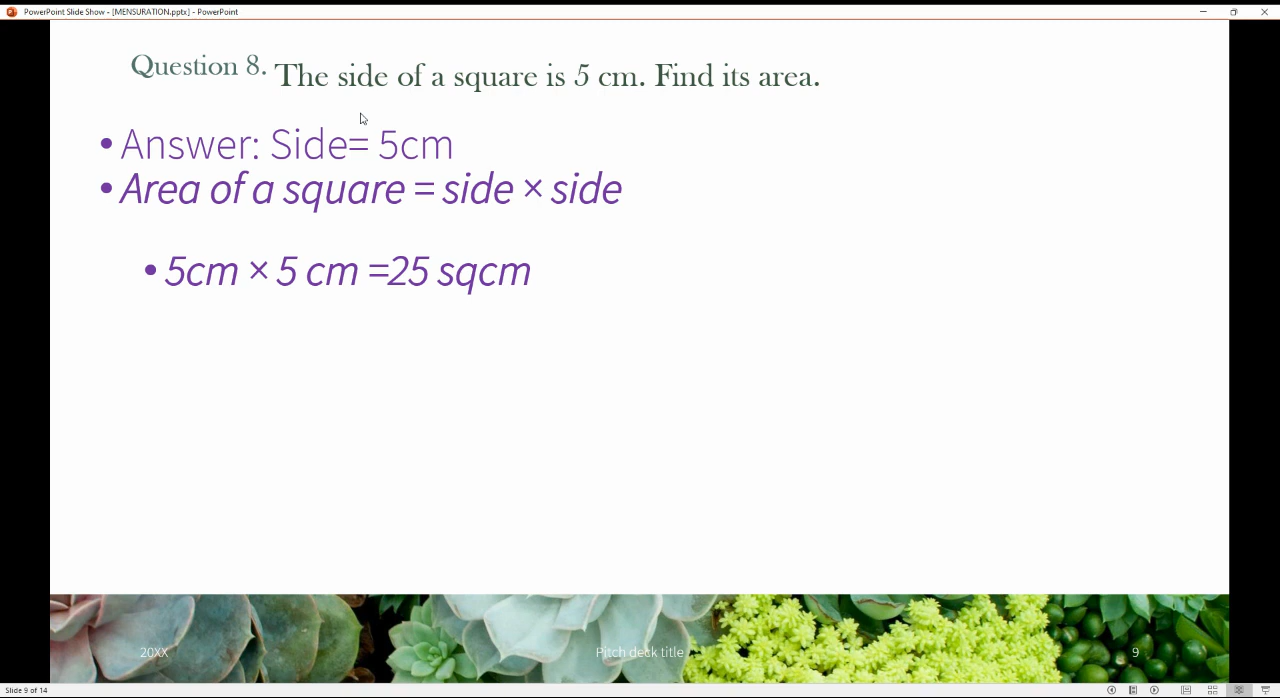 PowerPoint Slide Show - [MENSURATION.pptx] - PowerPoint
Question 8. The side of a square is 5 cm. Find its area.
• Answer: Side= 5cm
• Area of a square = side × side
• 5cm × 5 cm =25 sqcm
20XX Pitch deck title 9
Slide 9 of 14